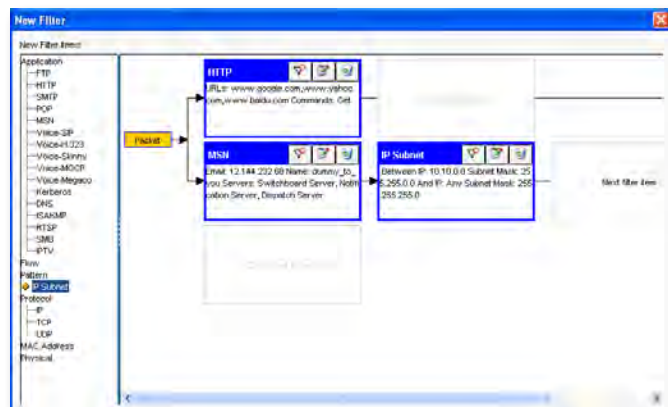 New Filter
New Filter Items
Application
FTP
HTTP
SMTP
POP
MSN
Voice-SIP
Voice-H.323
Voice-Skinny
Voice-MGCP
Voice-Megaco
Kerberos
DNS
ISAKMP
RTSP
SMB
IPTV
Flow
Pattern
IP Subnet
Protocol
IP
TCP
UDP
MAC Address
Physical
Packet
HTTP
URLs: www.google.com,www.yahoo.
com,www.baidu.com Commands: Get
MSN
Email: 12.144.232.68 Name: dummy_to_
you Servers: Switchboard Server, Notifi
cation Server, Dispatch Server
IP Subnet
Between IP: 10.10.0.0 Subnet Mask: 25
5.255.0.0 And IP: Any Subnet Mask: 255
.255.255.0
Next filter item